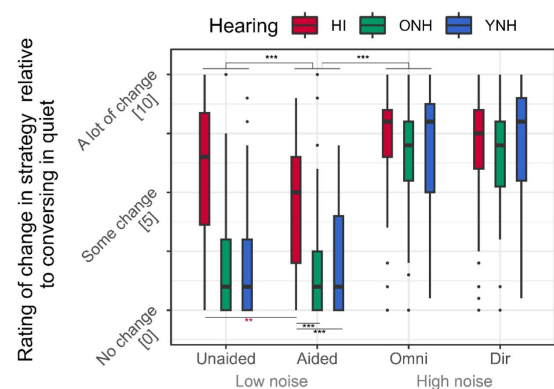 Hearing HI ONH YNH
*** ***
Rating of change in strategy relative
to conversing in quiet
A lot of change
[10]
Some change
[5]
No change
[0]
**
***
***
Unaided Aided Omni Dir
Low noise High noise